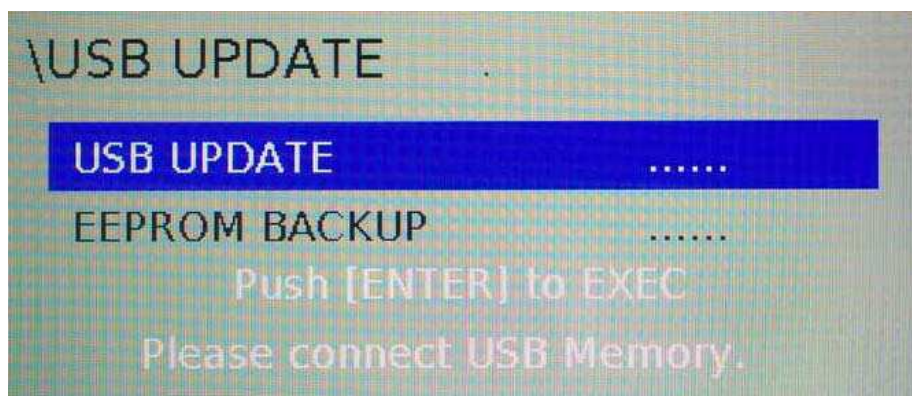 \USB UPDATE
USB UPDATE ......
EEPROM BACKUP ......
Push [ENTER] to EXEC
Please connect USB Memory.